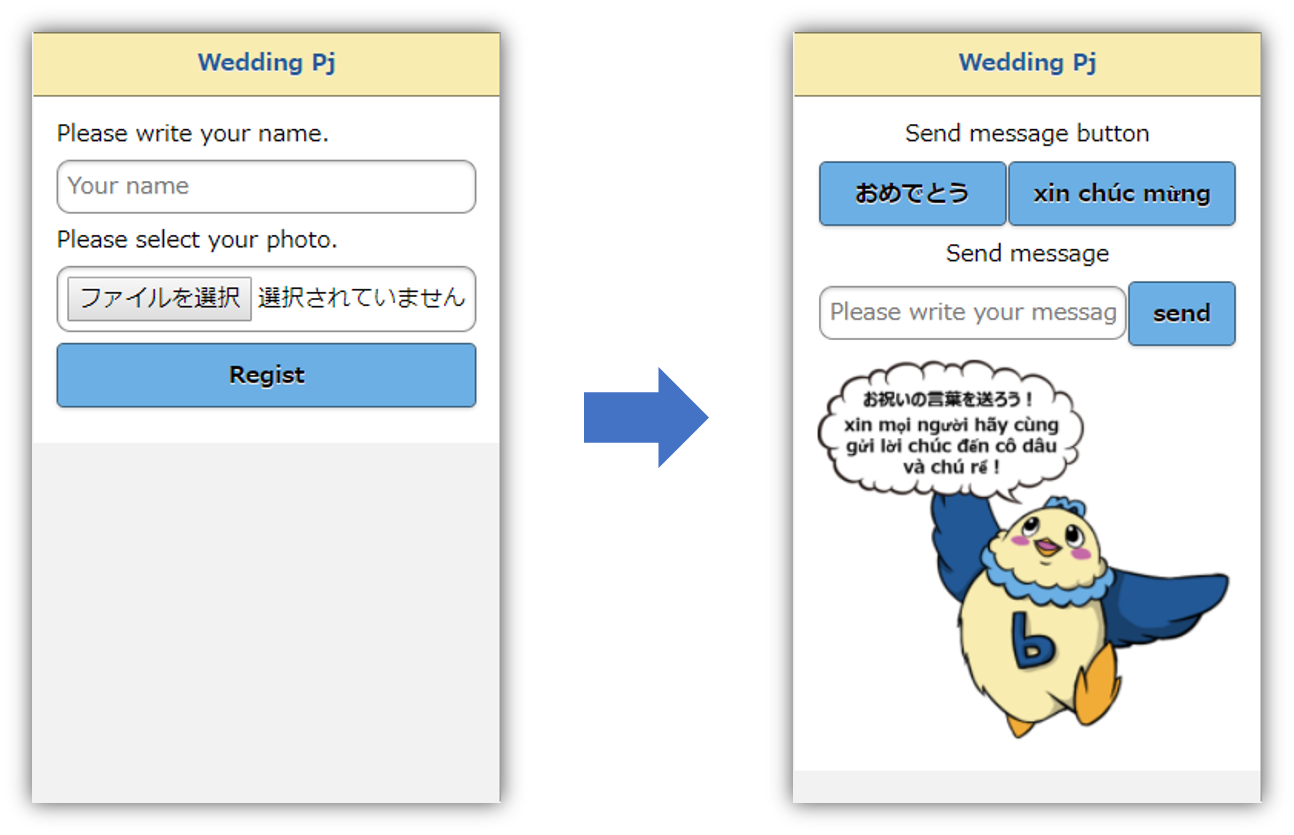 Wedding Pj
Please write your name.
Your name
Please select your photo.
ファイルを選択 選択されていません
Regist
Wedding Pj
Send message button
おめでとう xin chúc mừng
Send message
Please write your messag send
お祝いの言葉を送ろう！
xin mọi người hãy cùng
gửi lời chúc đến cô dâu
và chú rể！
b